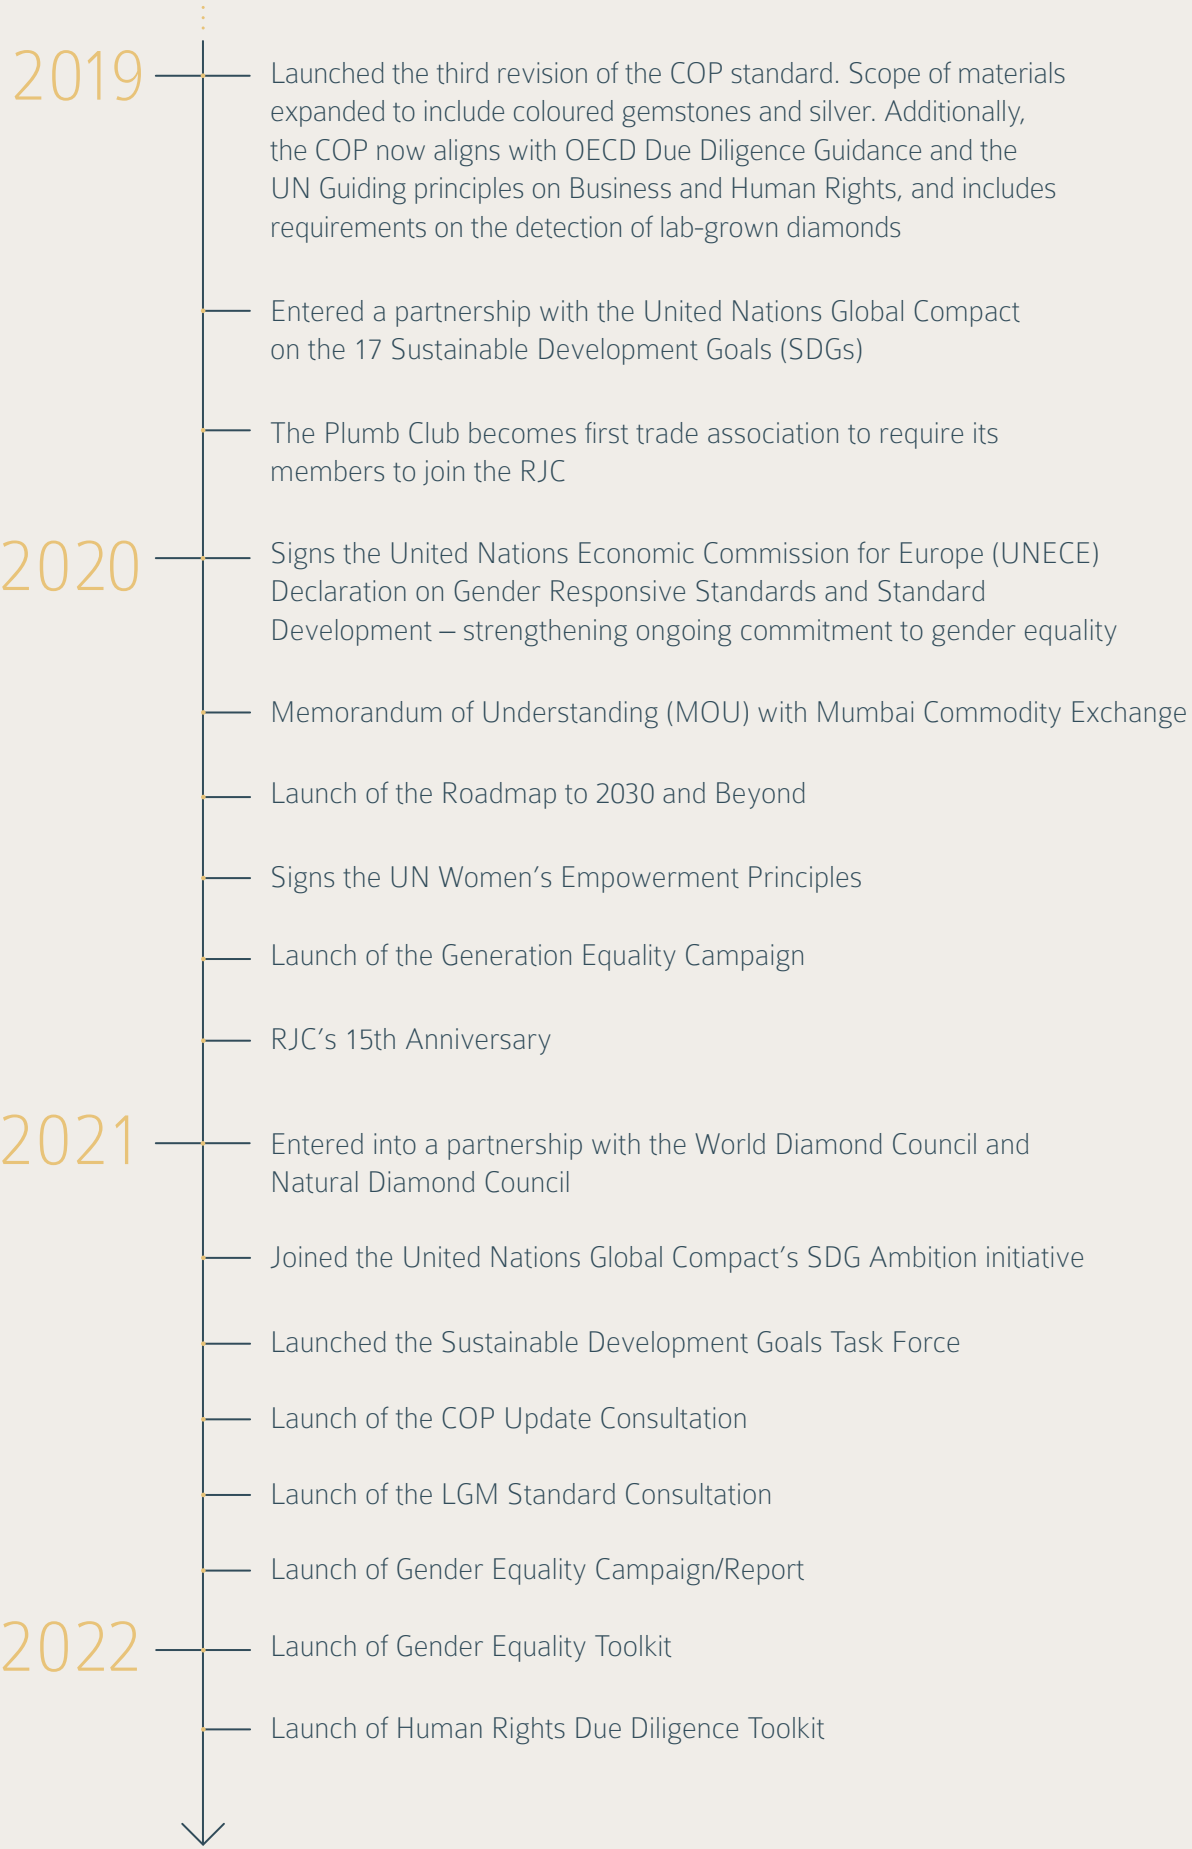 2019
Launched the third revision of the COP standard. Scope of materials
expanded to include coloured gemstones and silver. Additionally,
the COP now aligns with OECD Due Diligence Guidance and the
UN Guiding principles on Business and Human Rights, and includes
requirements on the detection of lab-grown diamonds
Entered a partnership with the United Nations Global Compact
on the 17 Sustainable Development Goals (SDGs)
The Plumb Club becomes first trade association to require its
members to join the RJC
2020
Signs the United Nations Economic Commission for Europe (UNECE)
Declaration on Gender Responsive Standards and Standard
Development – strengthening ongoing commitment to gender equality
Memorandum of Understanding (MOU) with Mumbai Commodity Exchange
Launch of the Roadmap to 2030 and Beyond
Signs the UN Women's Empowerment Principles
Launch of the Generation Equality Campaign
RJC's 15th Anniversary
2021
Entered into a partnership with the World Diamond Council and
Natural Diamond Council
Joined the United Nations Global Compact's SDG Ambition initiative
Launched the Sustainable Development Goals Task Force
Launch of the COP Update Consultation
Launch of the LGM Standard Consultation
Launch of Gender Equality Campaign/Report
2022
Launch of Gender Equality Toolkit
Launch of Human Rights Due Diligence Toolkit